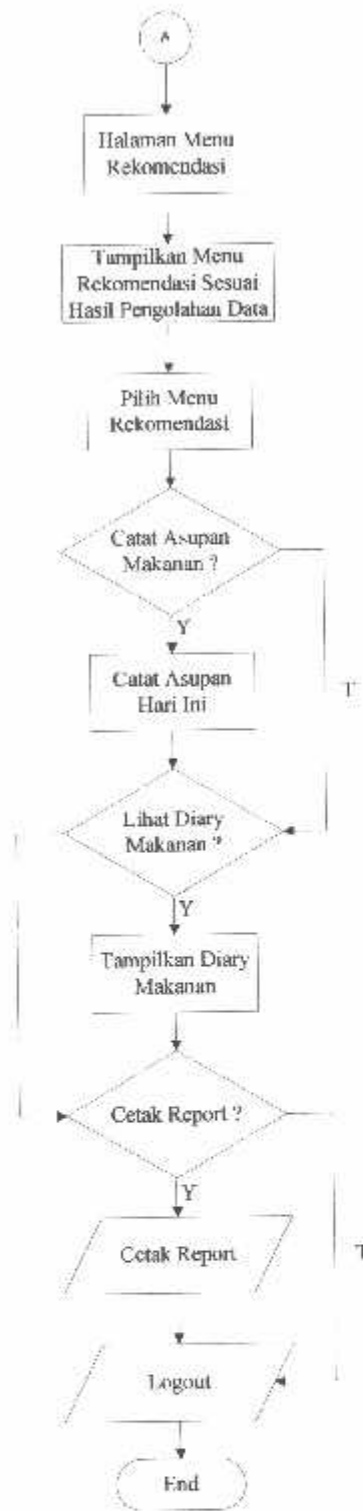 A
Halaman Menu
Rekomendasi
Tampilkan Menu
Rekomendasi Sesuai
Hasil Pengolahan Data
Pilih Menu
Rekomendasi
Catat Asupan
Makanan ?
Y
Catat Asupan
Hari Ini
T
Lihat Diary
Makanan ?
Y
Tampilkan Diary
Makanan
Cetak Report ?
Y
Cetak Report
T
Logout
End